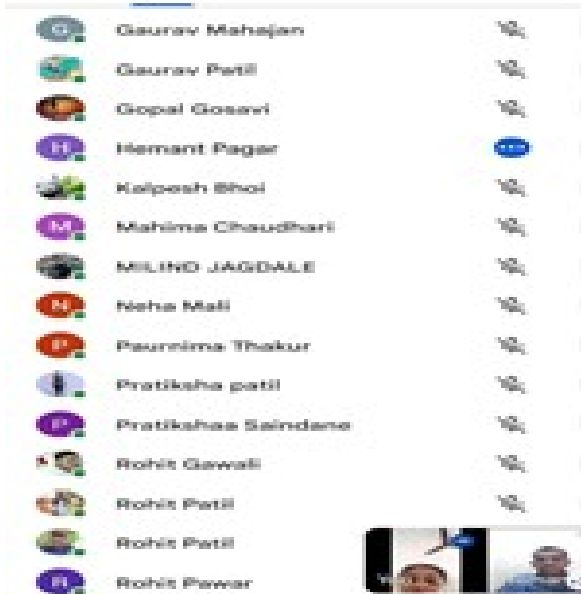 G Gaurav Mahajan
Gaurav Patil
Gopal Gosavi
H Hemant Pagar
Kalpesh Bhoi
M Mahima Chaudhari
MILIND JAGDALE
N Neha Mali
P Paurnima Thakur
Pratiksha patil
P Pratikshaa Saindane
Rohit Gawali
Rohit Patil
Rohit Patil
R Rohit Pawar